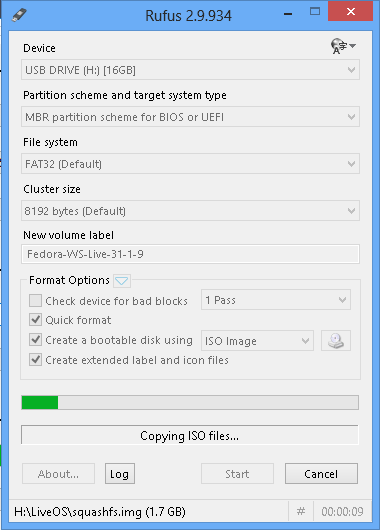 Rufus 2.9.934
Device
USB DRIVE (H:) [16GB]
Partition scheme and target system type
MBR partition scheme for BIOS or UEFI
File system
FAT32 (Default)
Cluster size
8192 bytes (Default)
New volume label
Fedora-WS-Live-31-1-9
Format Options
Check device for bad blocks 1 Pass
Quick format
Create a bootable disk using ISO Image
Create extended label and icon files
Copying ISO files...
About... Log Start Cancel
H:\LiveOS\squashfs.img (1.7 GB) # 00:00:09